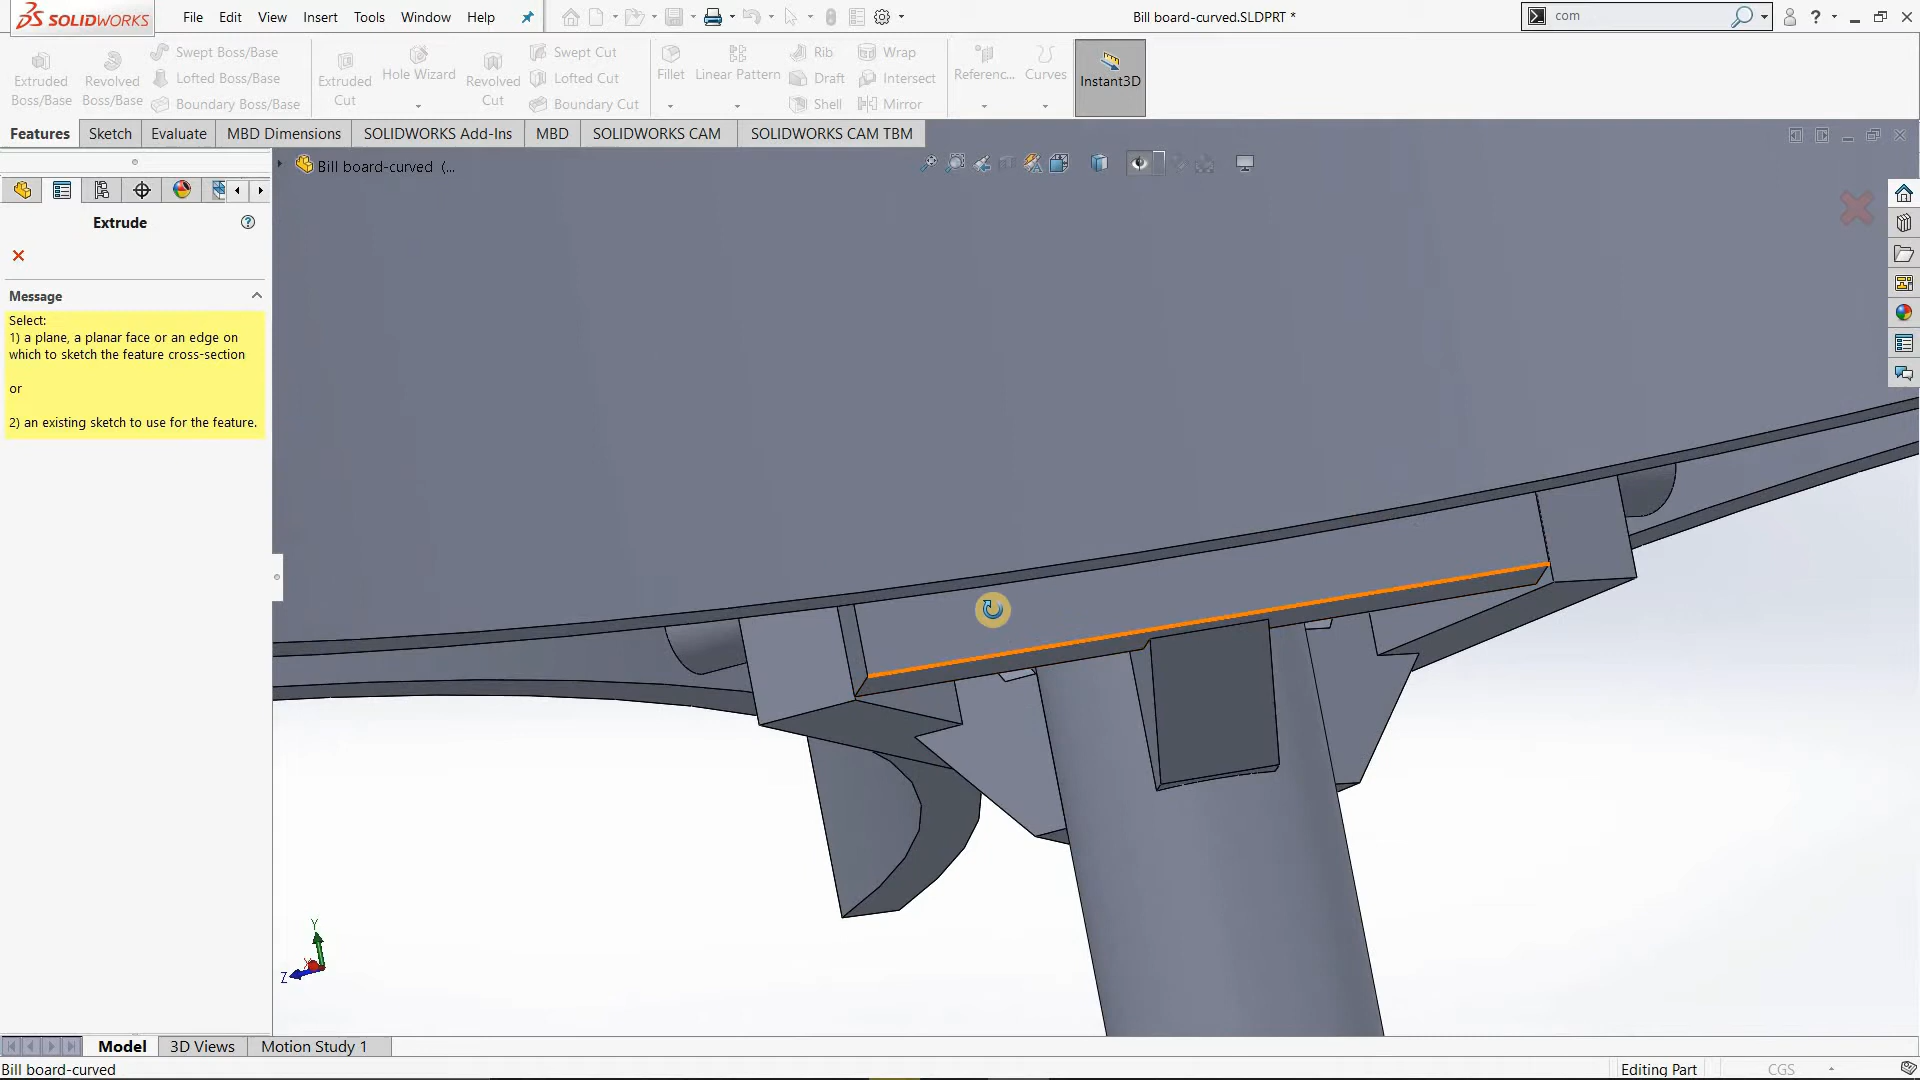 SOLIDWORKS
File Edit View Insert Tools Window Help
Bill board-curved.SLDPRT *
com
?
Extruded Boss/Base
Revolved Boss/Base
Swept Boss/Base
Lofted Boss/Base
Boundary Boss/Base
Extruded Cut
Hole Wizard
Revolved Cut
Swept Cut
Lofted Cut
Boundary Cut
Fillet
Linear Pattern
Rib
Draft
Shell
Wrap
Intersect
Mirror
Referenc...
Curves
Instant3D
Features Sketch Evaluate MBD Dimensions SOLIDWORKS Add-Ins MBD SOLIDWORKS CAM SOLIDWORKS CAM TBM
Bill board-curved (...
Extrude
?
Message
Select:
1) a plane, a planar face or an edge on
which to sketch the feature cross-section
or
2) an existing sketch to use for the feature.
Y
Z
Model 3D Views Motion Study 1
Bill board-curved
Editing Part
CGS